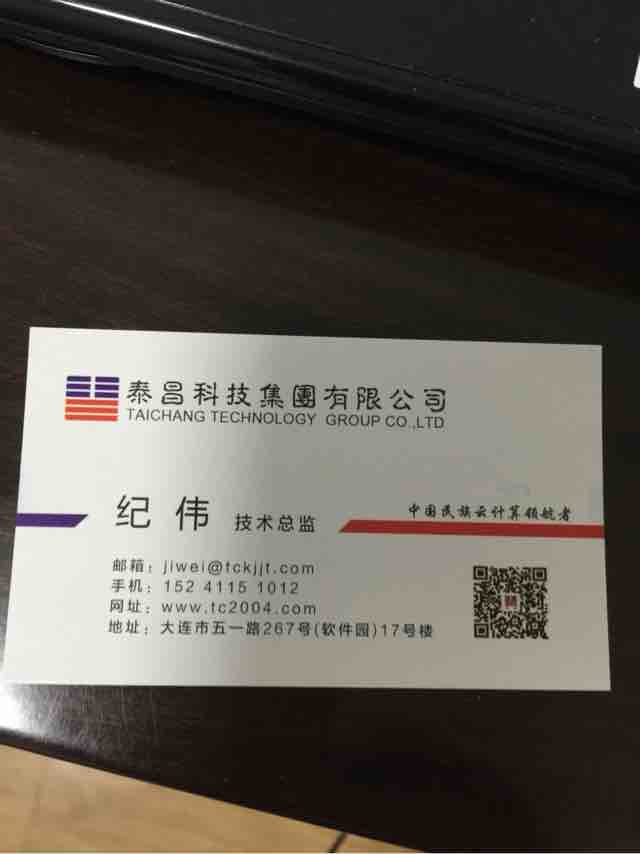 泰昌科技集團有限公司
TAICHANG TECHNOLOGY GROUP CO.,LTD
纪伟 技术总监
中国民族云计算领航者
邮箱：jiwei@tckjjt.com
手机：152 4115 1012
网址：www.tc2004.com
地址：大连市五一路267号(软件园)17号楼